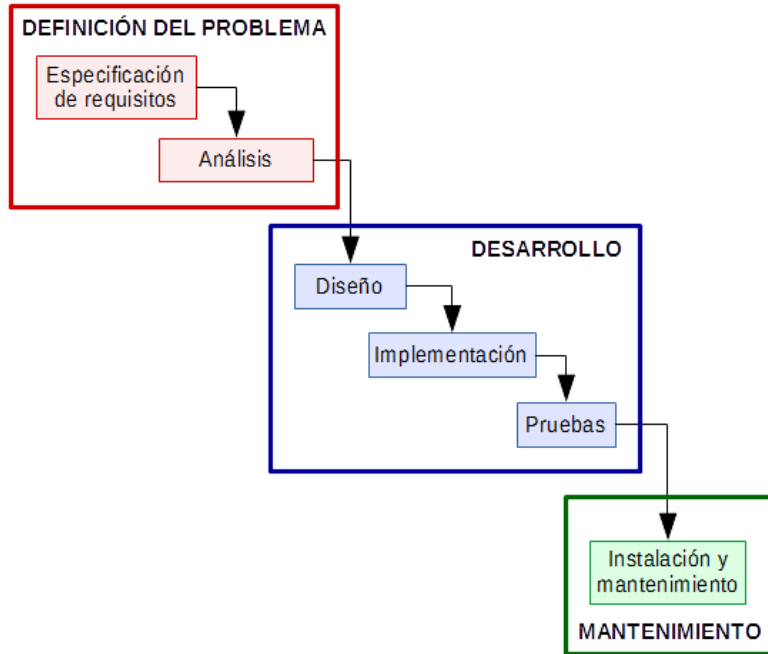 DEFINICIÓN DEL PROBLEMA
Especificación
de requisitos
Análisis
DESARROLLO
Diseño
Implementación
Pruebas
Instalación y
mantenimiento
MANTENIMIENTO